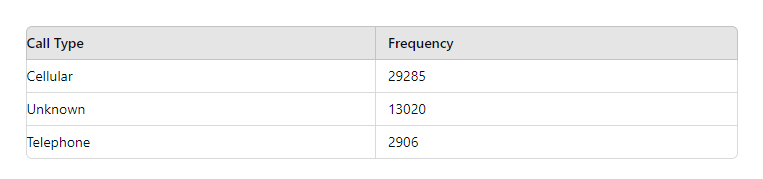 Call Type Frequency
Cellular 29285
Unknown 13020
Telephone 2906